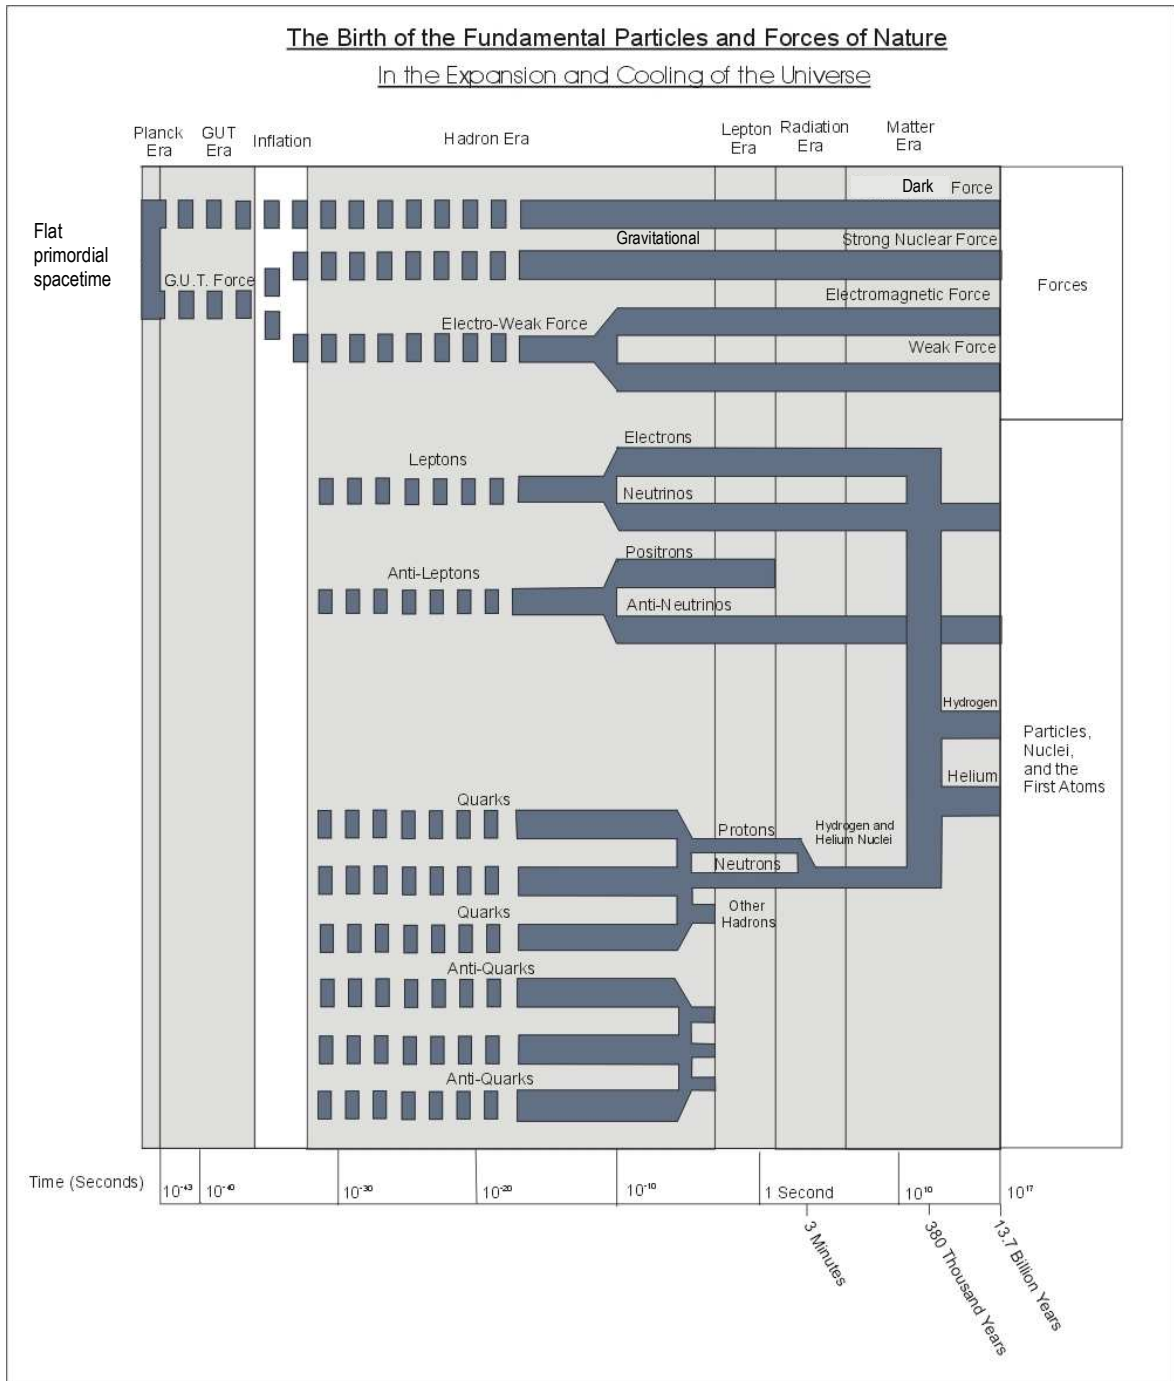 The Birth of the Fundamental Particles and Forces of Nature
In the Expansion and Cooling of the Universe
Planck
Era
GUT
Era
Inflation
Hadron Era
Lepton
Era
Radiation
Era
Matter
Era
Dark Force
Flat
primordial
spacetime
Gravitational
Strong Nuclear Force
G.U.T. Force
Forces
Electromagnetic Force
Electro-Weak Force
Weak Force
Electrons
Leptons
Neutrinos
Positrons
Anti-Leptons
Anti-Neutrinos
Hydrogen
Particles,
Nuclei,
and the
First Atoms
Helium
Quarks
Protons
Hydrogen and
Helium Nuclei
Neutrons
Quarks
Other
Hadrons
Anti-Quarks
Anti-Quarks
Time (Seconds)
10⁻⁴³
10⁻⁴⁰
10⁻³⁰
10⁻²⁰
10⁻¹⁰
1 Second
10¹⁰
10¹⁷
3 Minutes
380 Thousand Years
13.7 Billion Years